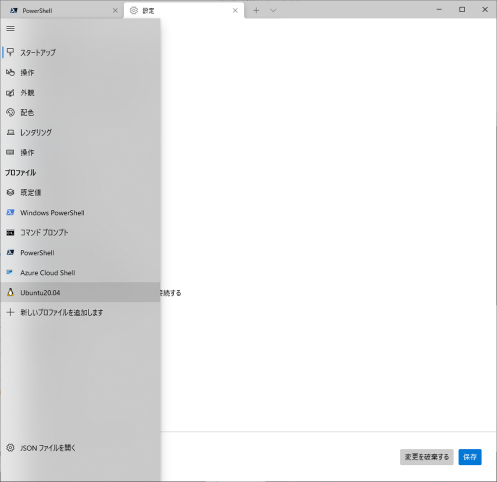 PowerShell
設定
スタートアップ
操作
外観
配色
レンダリング
操作
プロファイル
既定値
Windows PowerShell
コマンド プロンプト
PowerShell
Azure Cloud Shell
Ubuntu20.04
続する
新しいプロファイルを追加します
JSON ファイルを開く
変更を破棄する
保存